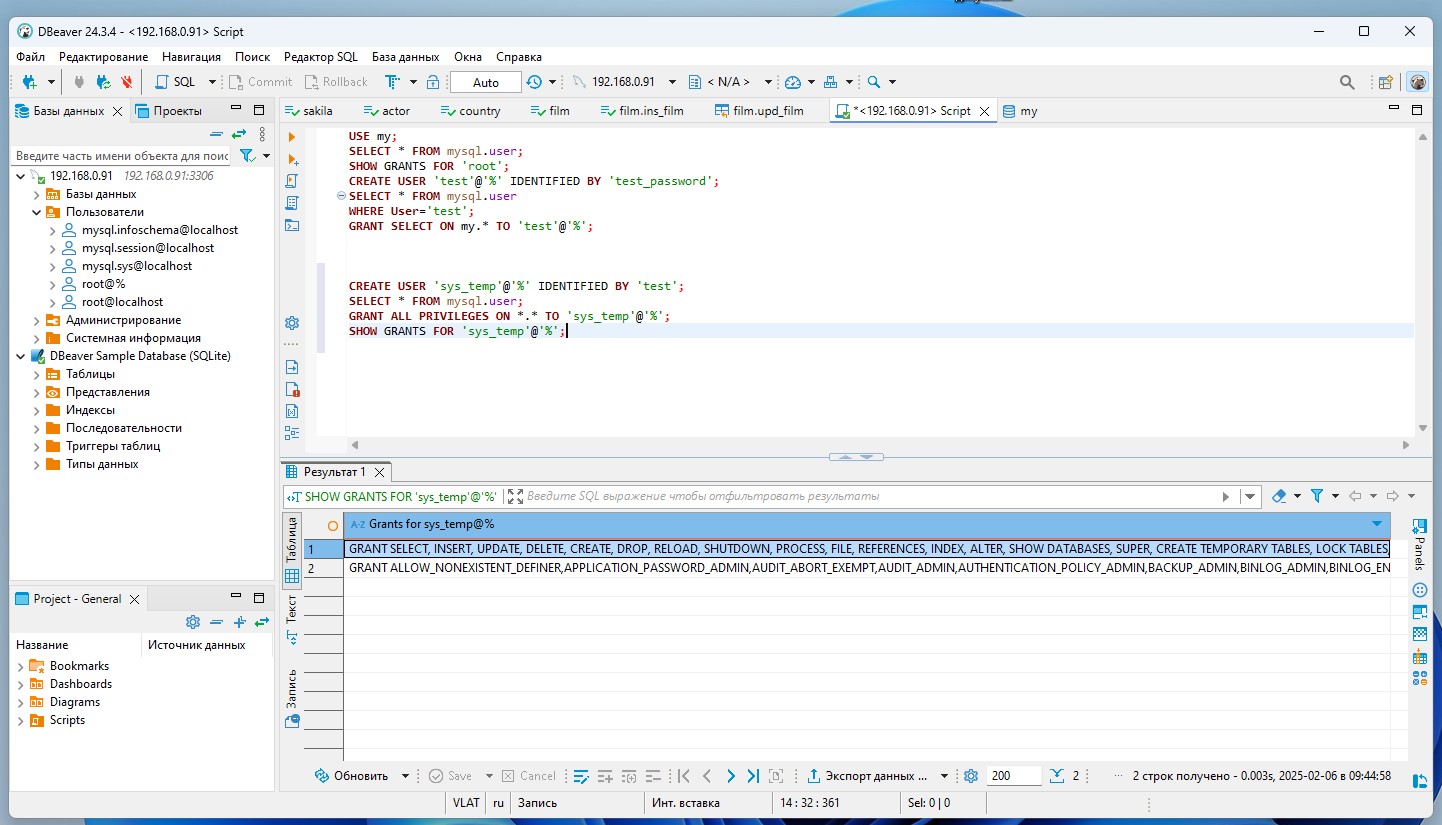 DBeaver 24.3.4 - <192.168.0.91> Script
Файл Редактирование Навигация Поиск Редактор SQL База данных Окна Справка
SQL Commit Rollback Auto 192.168.0.91 < N/A >
Базы данных Проекты
sakila actor country film film.ins_film film.upd_film *<192.168.0.91> Script my
Введите часть имени объекта для поис
192.168.0.91 192.168.0.91:3306
Базы данных
Пользователи
mysql.infoschema@localhost
mysql.session@localhost
mysql.sys@localhost
root@%
root@localhost
Администрирование
Системная информация
DBeaver Sample Database (SQLite)
Таблицы
Представления
Индексы
Последовательности
Триггеры таблиц
Типы данных
USE my;
SELECT * FROM mysql.user;
SHOW GRANTS FOR 'root';
CREATE USER 'test'@'%' IDENTIFIED BY 'test_password';
SELECT * FROM mysql.user
WHERE User='test';
GRANT SELECT ON my.* TO 'test'@'%';
CREATE USER 'sys_temp'@'%' IDENTIFIED BY 'test';
SELECT * FROM mysql.user;
GRANT ALL PRIVILEGES ON *.* TO 'sys_temp'@'%';
SHOW GRANTS FOR 'sys_temp'@'%';
Project - General
Название Источник данных
Bookmarks
Dashboards
Diagrams
Scripts
Результат 1
SHOW GRANTS FOR 'sys_temp'@'%' Введите SQL выражение чтобы отфильтровать результаты
Таблица
Текст
Запись
A-Z Grants for sys_temp@%
1 GRANT SELECT, INSERT, UPDATE, DELETE, CREATE, DROP, RELOAD, SHUTDOWN, PROCESS, FILE, REFERENCES, INDEX, ALTER, SHOW DATABASES, SUPER, CREATE TEMPORARY TABLES, LOCK TABLES,
2 GRANT ALLOW_NONEXISTENT_DEFINER,APPLICATION_PASSWORD_ADMIN,AUDIT_ABORT_EXEMPT,AUDIT_ADMIN,AUTHENTICATION_POLICY_ADMIN,BACKUP_ADMIN,BINLOG_ADMIN,BINLOG_EN
Panels
Обновить Save Cancel Экспорт данных ... 200 2 ... 2 строк получено - 0.003s, 2025-02-06 в 09:44:58
VLAT ru Запись Инт. вставка 14 : 32 : 361 Sel: 0 | 0